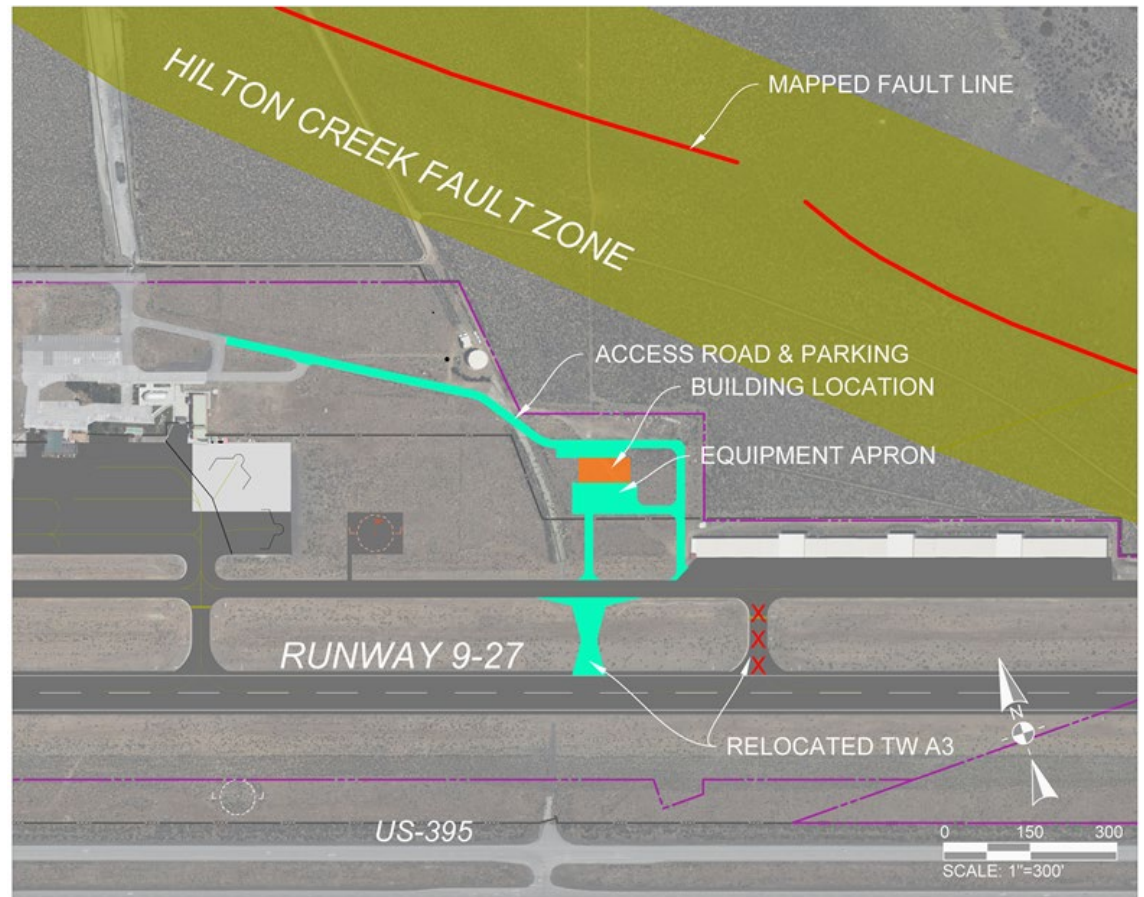 MAPPED FAULT LINE
HILTON CREEK FAULT ZONE
ACCESS ROAD & PARKING
BUILDING LOCATION
EQUIPMENT APRON
X
X
X
RUNWAY 9-27
N
RELOCATED TW A3
US-395
0 150 300
SCALE: 1"=300'